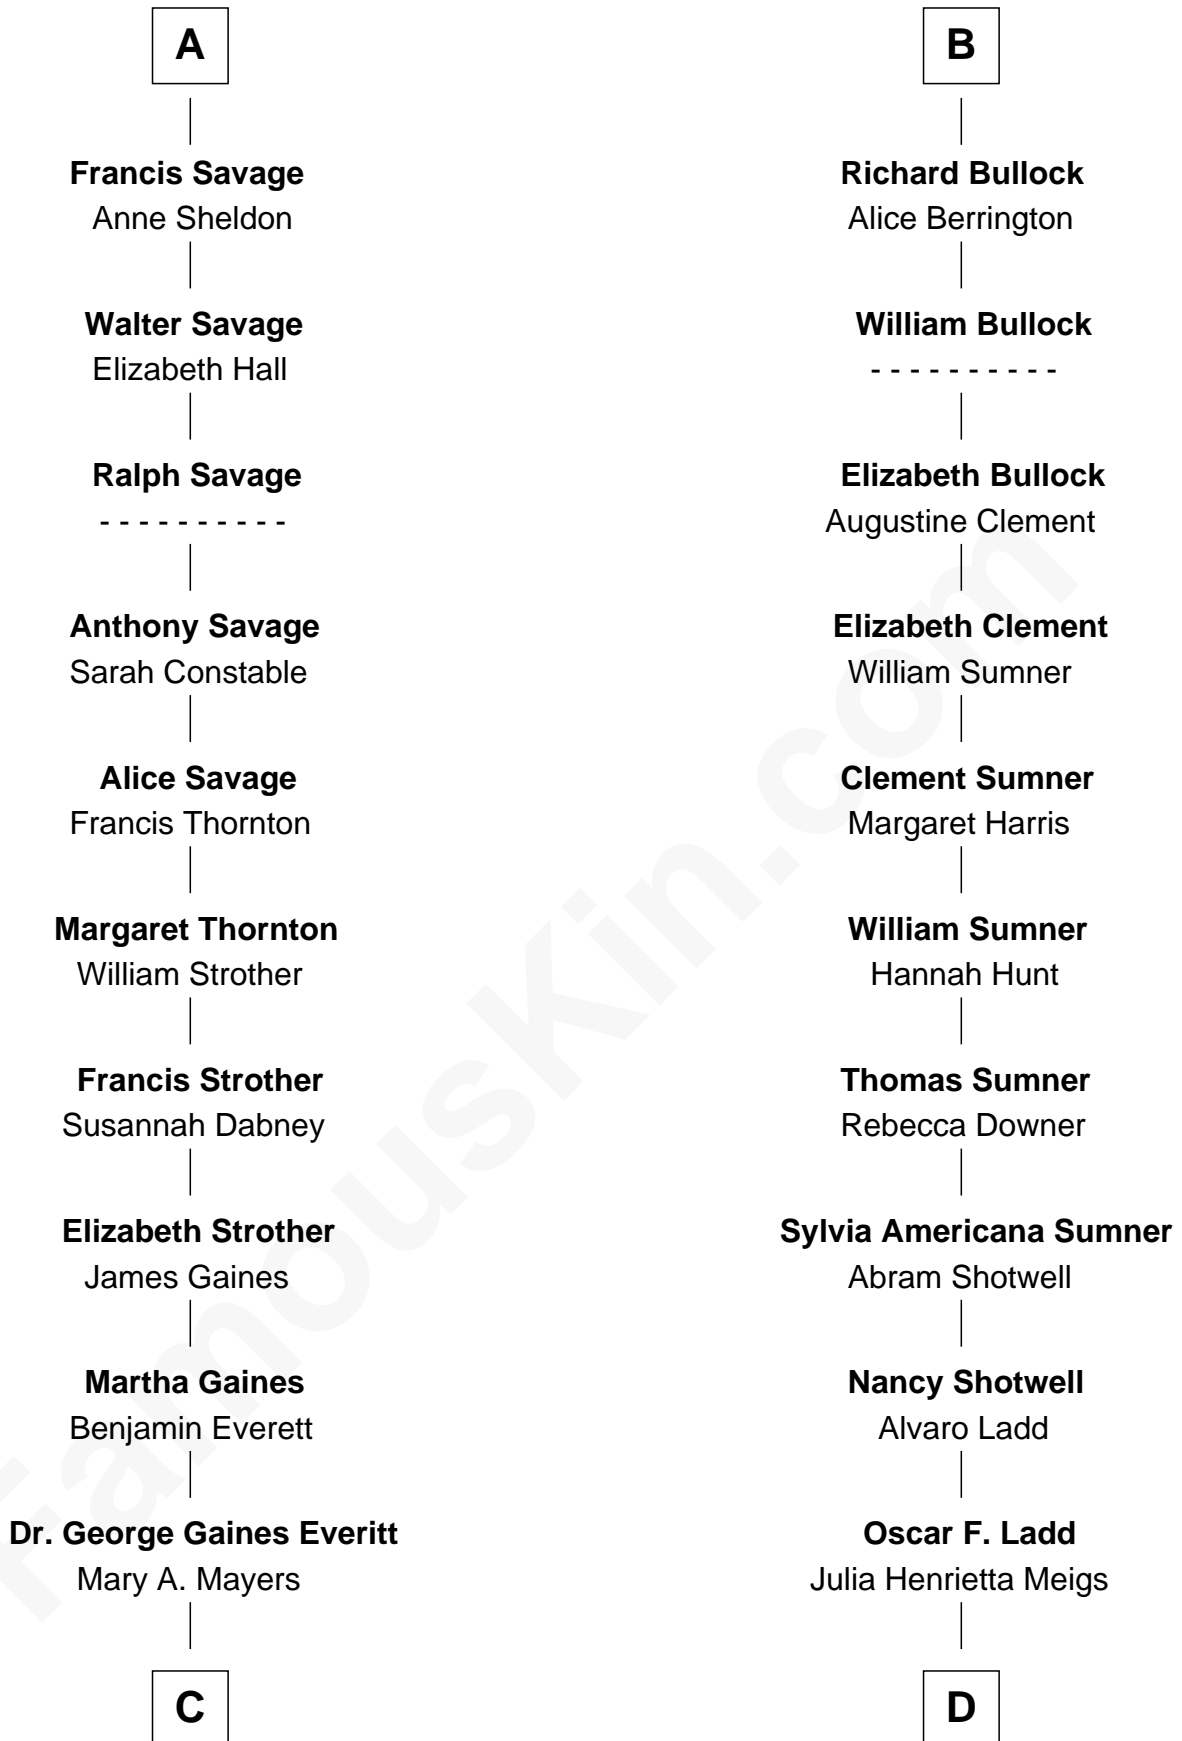 A
Francis Savage
Anne Sheldon
Walter Savage
Elizabeth Hall
Ralph Savage
- - - - - - - - - -
Anthony Savage
Sarah Constable
Alice Savage
Francis Thornton
Margaret Thornton
William Strother
Francis Strother
Susannah Dabney
Elizabeth Strother
James Gaines
Martha Gaines
Benjamin Everett
Dr. George Gaines Everitt
Mary A. Mayers
C
B
Richard Bullock
Alice Berrington
William Bullock
- - - - - - - - - -
Elizabeth Bullock
Augustine Clement
Elizabeth Clement
William Sumner
Clement Sumner
Margaret Harris
William Sumner
Hannah Hunt
Thomas Sumner
Rebecca Downer
Sylvia Americana Sumner
Abram Shotwell
Nancy Shotwell
Alvaro Ladd
Oscar F. Ladd
Julia Henrietta Meigs
D
FamousKin.com